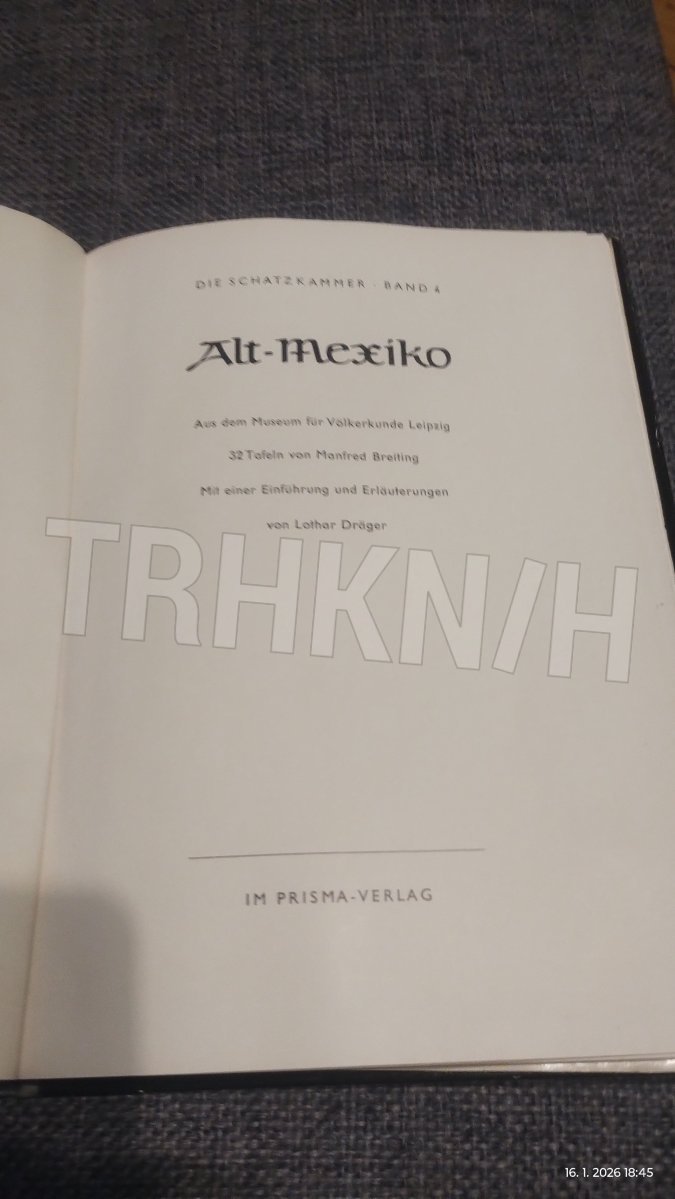 DIE SCHATZKAMMER · BAND 4
Alt-Mexiko
Aus dem Museum für Völkerkunde Leipzig
32 Tafeln von Manfred Breiting
Mit einer Einführung und Erläuterungen
von Lothar Dräger
TRHKN/H
IM PRISMA-VERLAG
16. 1. 2026 18:45